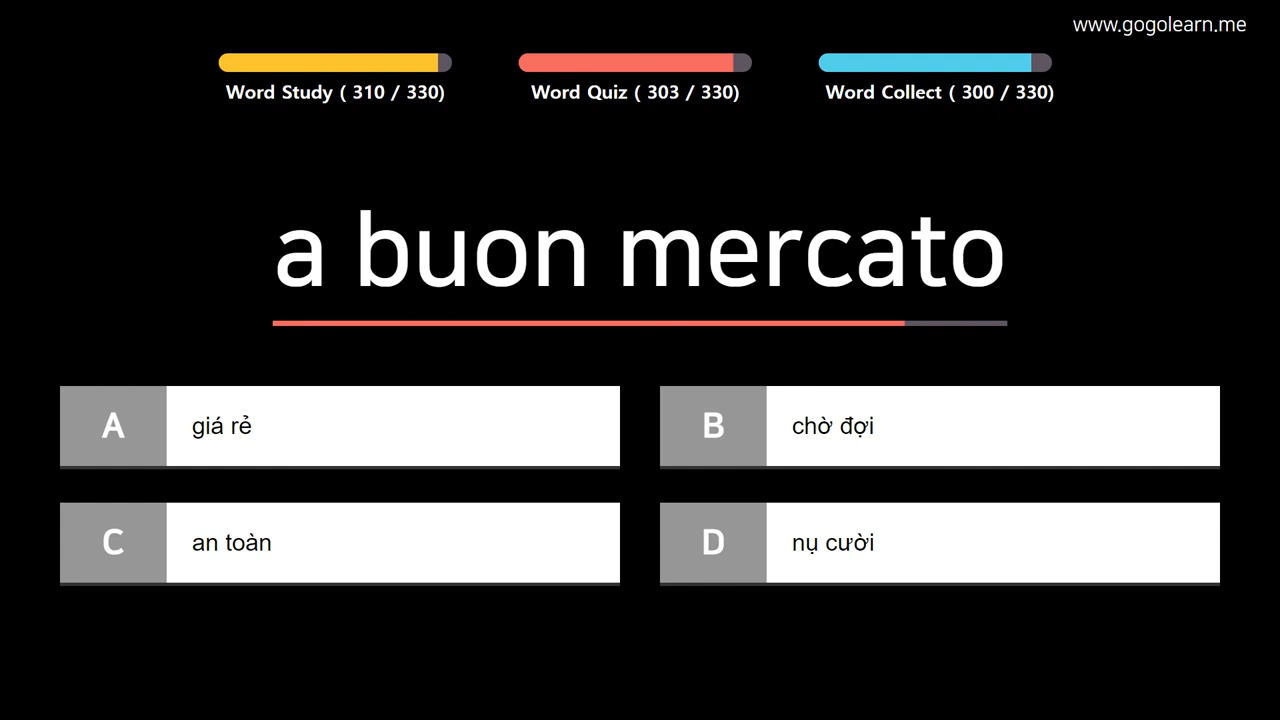 www.gogolearn.me
Word Study ( 310 / 330)
Word Quiz ( 303 / 330)
Word Collect ( 300 / 330)
a buon mercato
A giá rẻ
B chờ đợi
C an toàn
D nụ cười